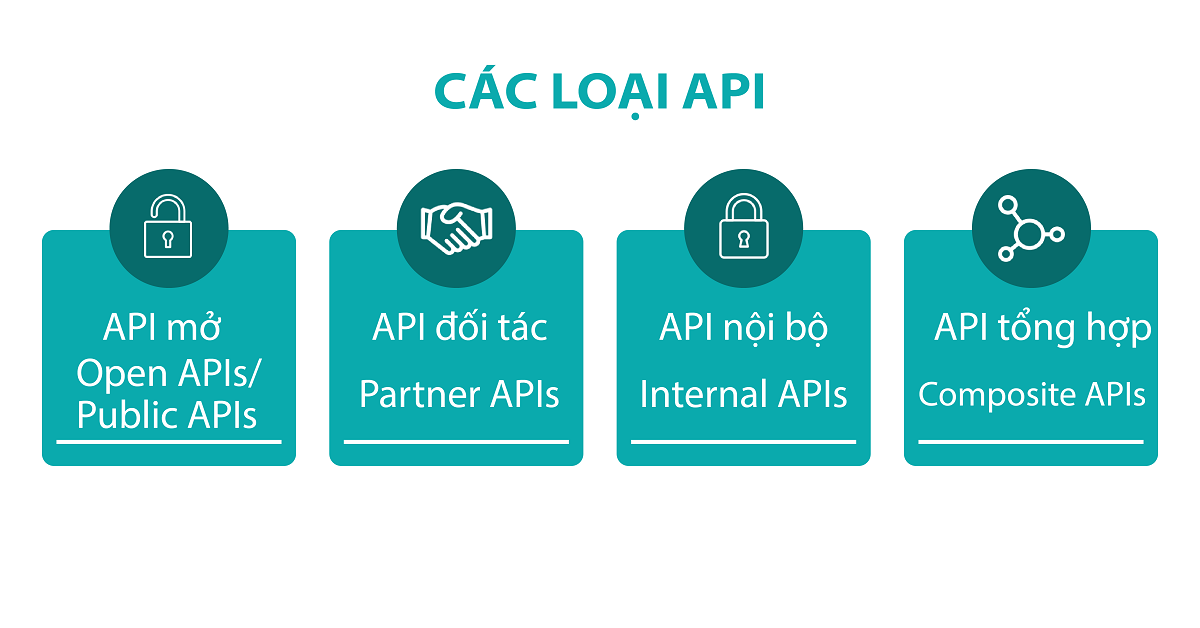 CÁC LOẠI API
API mở
Open APIs/
Public APIs
API đối tác
Partner APIs
API nội bộ
Internal APIs
API tổng hợp
Composite APIs